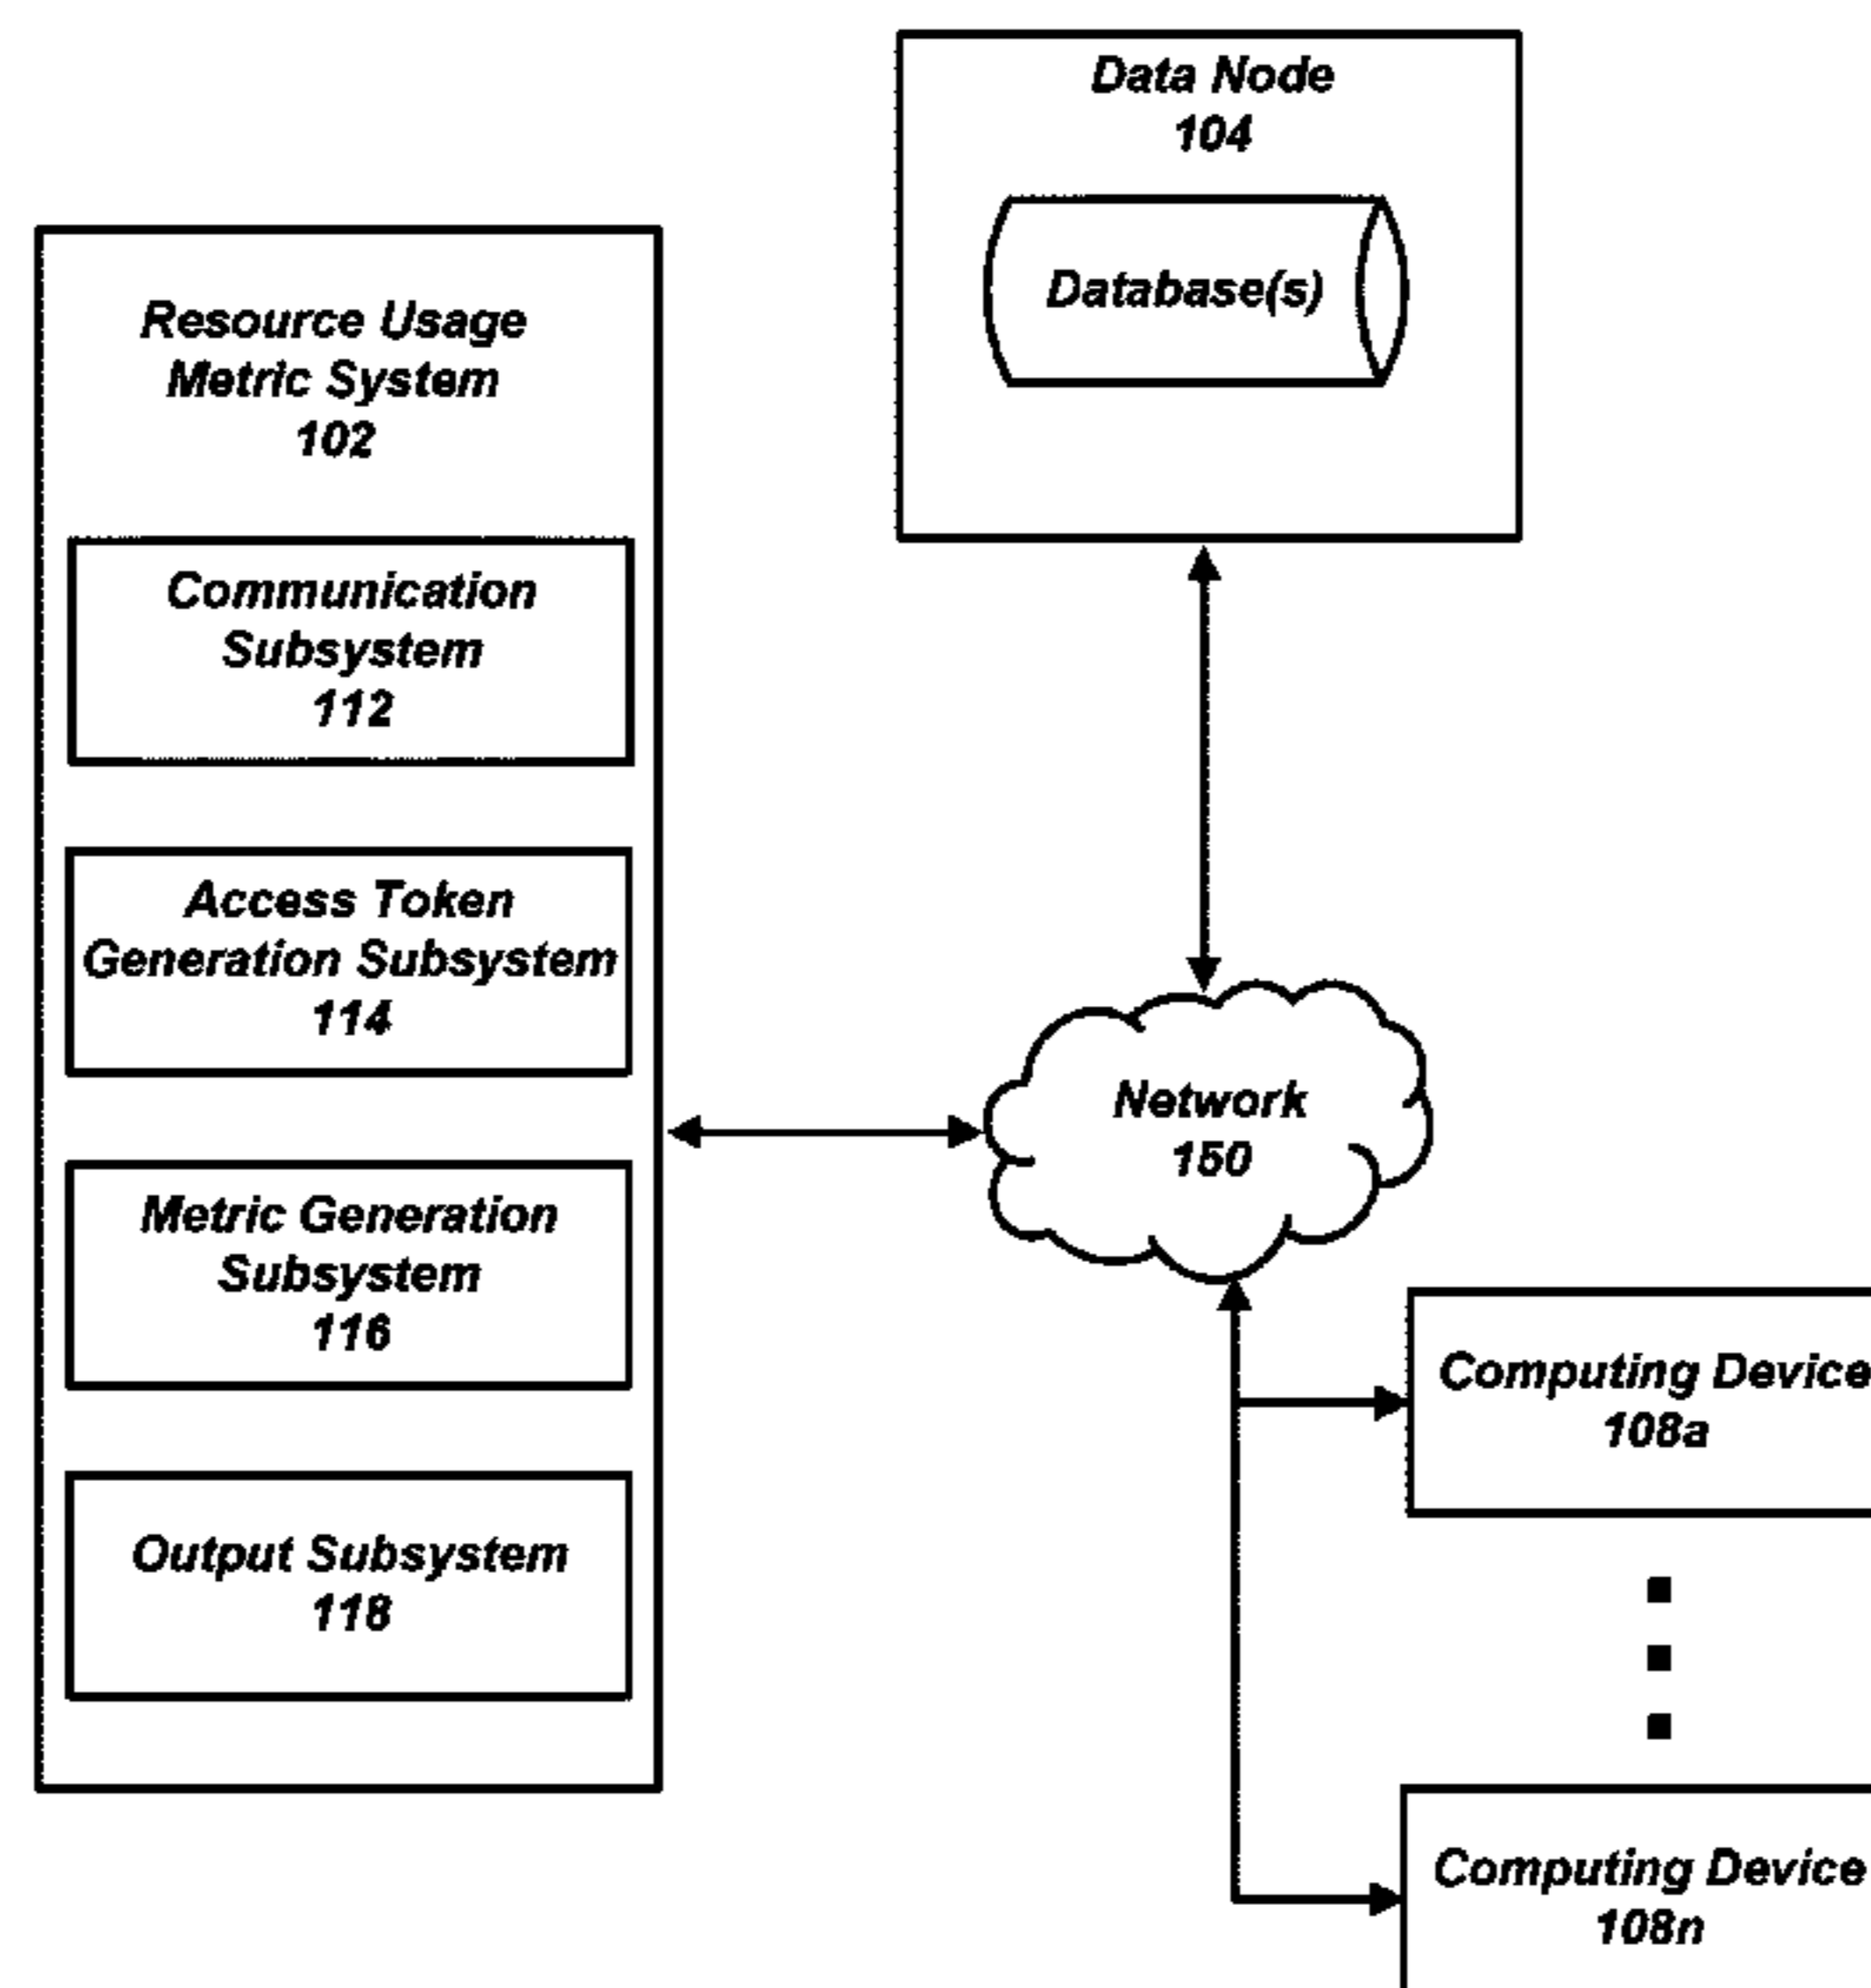 Data Node
104
Database(s)
Resource Usage
Metric System
102
Communication
Subsystem
112
Access Token
Generation Subsystem
114
Metric Generation
Subsystem
116
Output Subsystem
118
Network
150
Computing Device
108a
Computing Device
108n